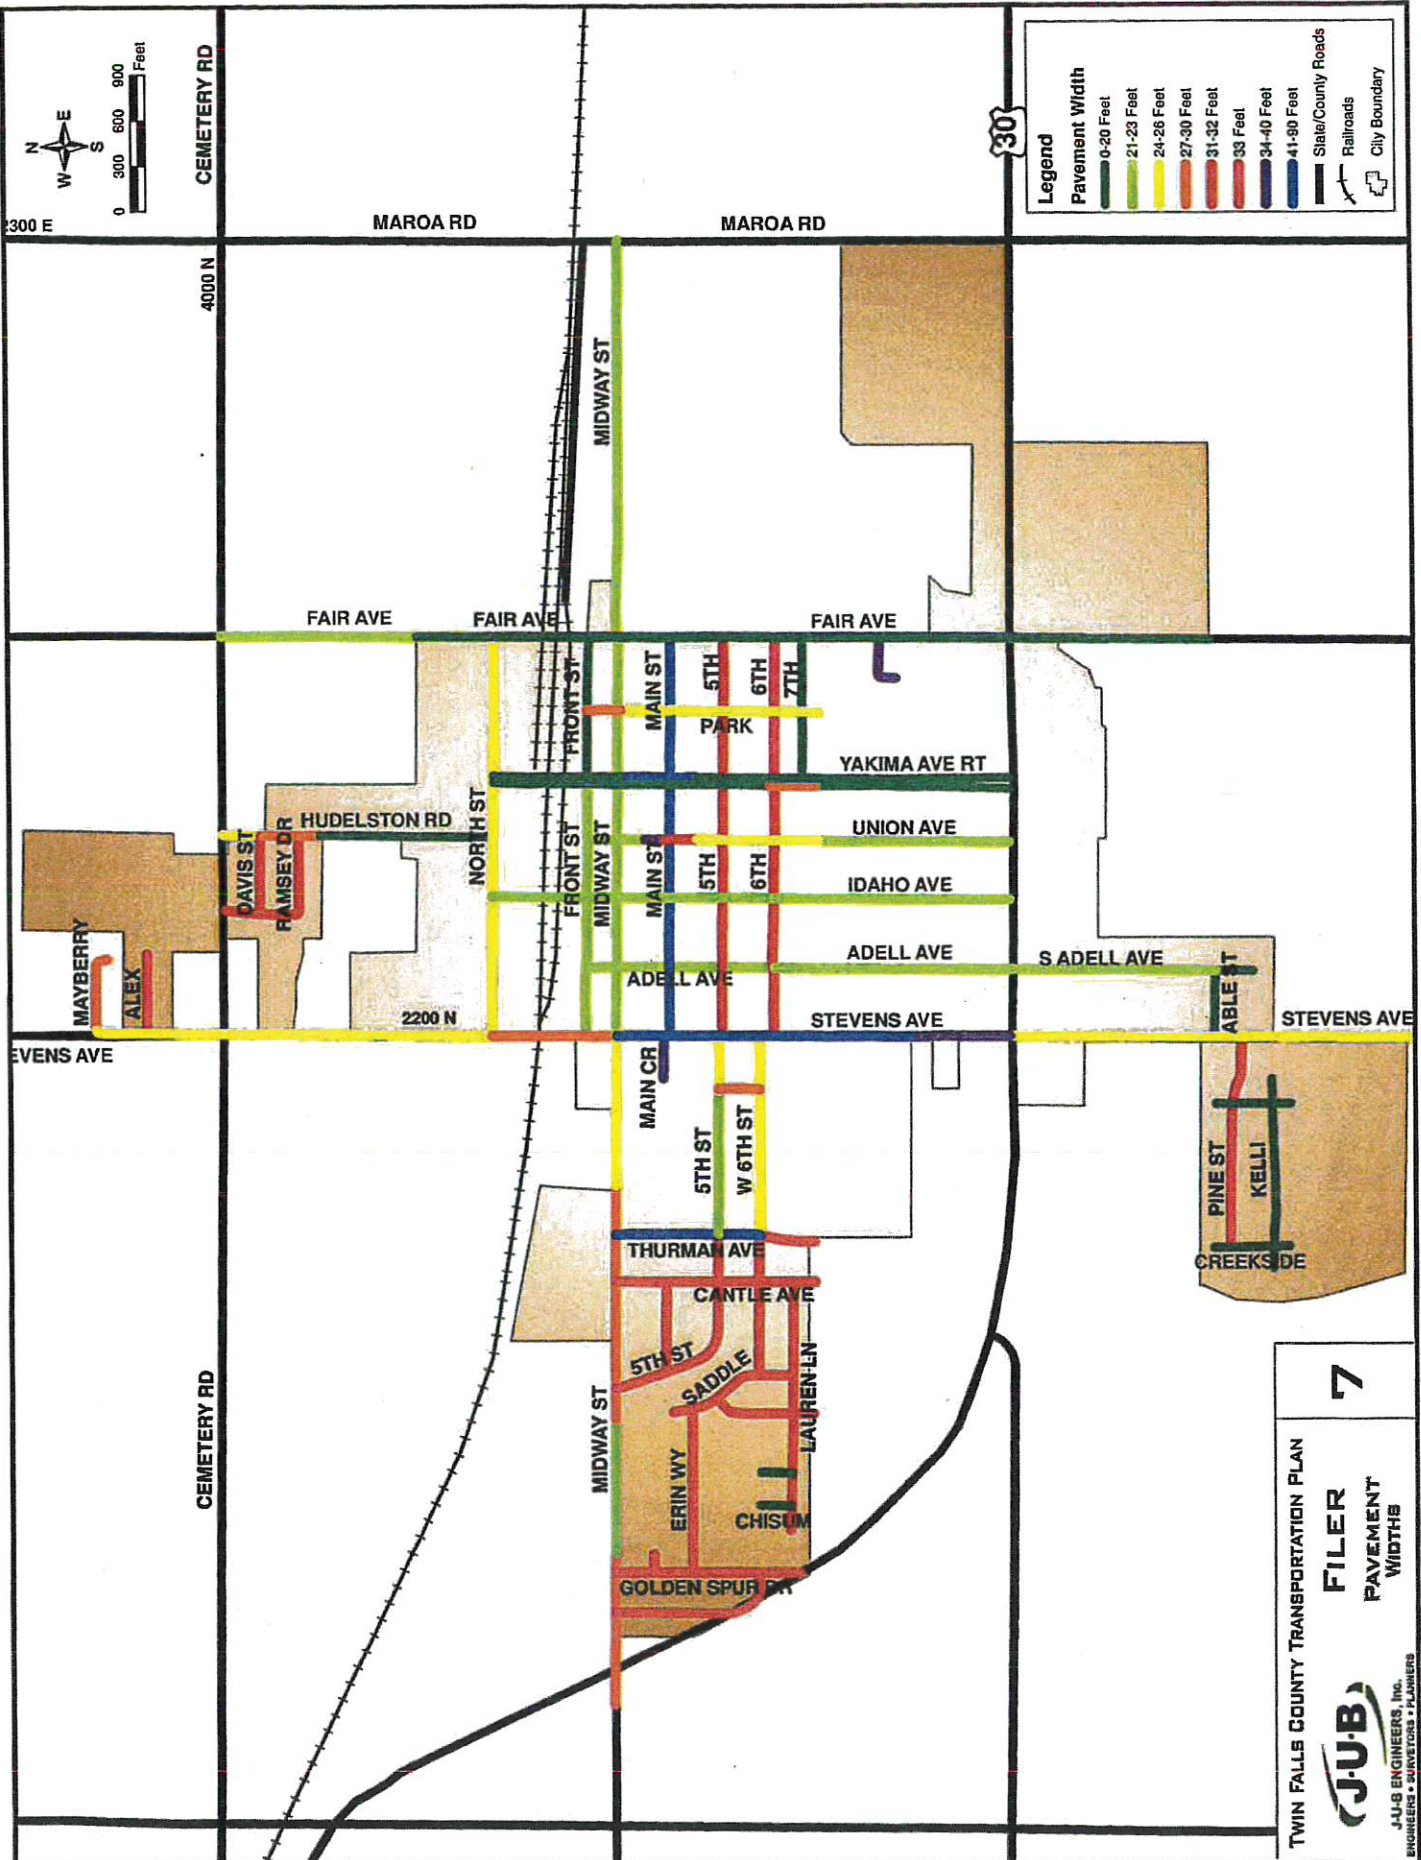 N
W E
S
0 300 600 900
Feet
CEMETERY RD
2300 E
MAROA RD
MAROA RD
4000 N
30
Legend
Pavement Width
0-20 Feet
21-23 Feet
24-26 Feet
27-30 Feet
31-32 Feet
33 Feet
34-40 Feet
41-90 Feet
State/County Roads
Railroads
City Boundary
MIDWAY ST
FAIR AVE
FAIR AVE
FAIR AVE
FRONT ST
MAIN ST
5TH
6TH
7TH
PARK
YAKIMA AVE RT
HUDELSTON RD
NORTH ST
DAVIS ST
RAMSEY DR
FRONT ST
MIDWAY ST
MAIN ST
5TH
6TH
UNION AVE
IDAHO AVE
MAYBERRY
ALEX
ADELL AVE
ADELL AVE
S ADELL AVE
ABLE ST
2200 N
STEVENS AVE
STEVENS AVE
EVENS AVE
MAIN CR
5TH ST
W 6TH ST
PINE ST
KELLI
CREEKSIDE
THURMAN AVE
CANTLE AVE
5TH ST
SADDLE
LAUREN LN
CEMETERY RD
MIDWAY ST
ERIN WY
CHISUM
GOLDEN SPUR DR
TWIN FALLS COUNTY TRANSPORTATION PLAN
FILER
PAVEMENT
WIDTHS
7
J·U·B
J-U-B ENGINEERS, Inc.
ENGINEERS • SURVEYORS • PLANNERS